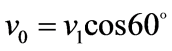 v₀ = v₁cos60°